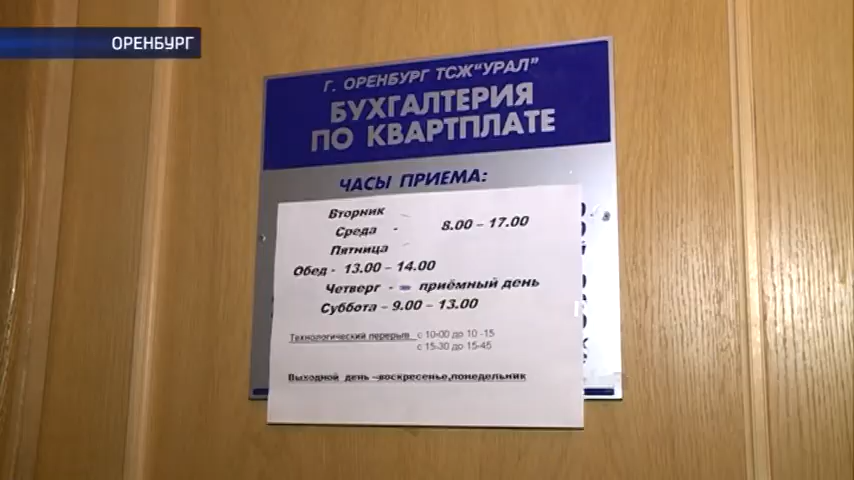 ОРЕНБУРГ
Г. ОРЕНБУРГ ТСЖ "УРАЛ"
БУХГАЛТЕРИЯ
ПО КВАРТПЛАТЕ
ЧАСЫ ПРИЕМА:
Вторник
Среда - 8.00 – 17.00
Пятница
Обед - 13.00 – 14.00
Четверг - приёмный день
Суббота – 9.00 – 13.00
Технологический перерыв с 10-00 до 10 -15
с 15-30 до 15-45
Выходной день –воскресенье,понедельник